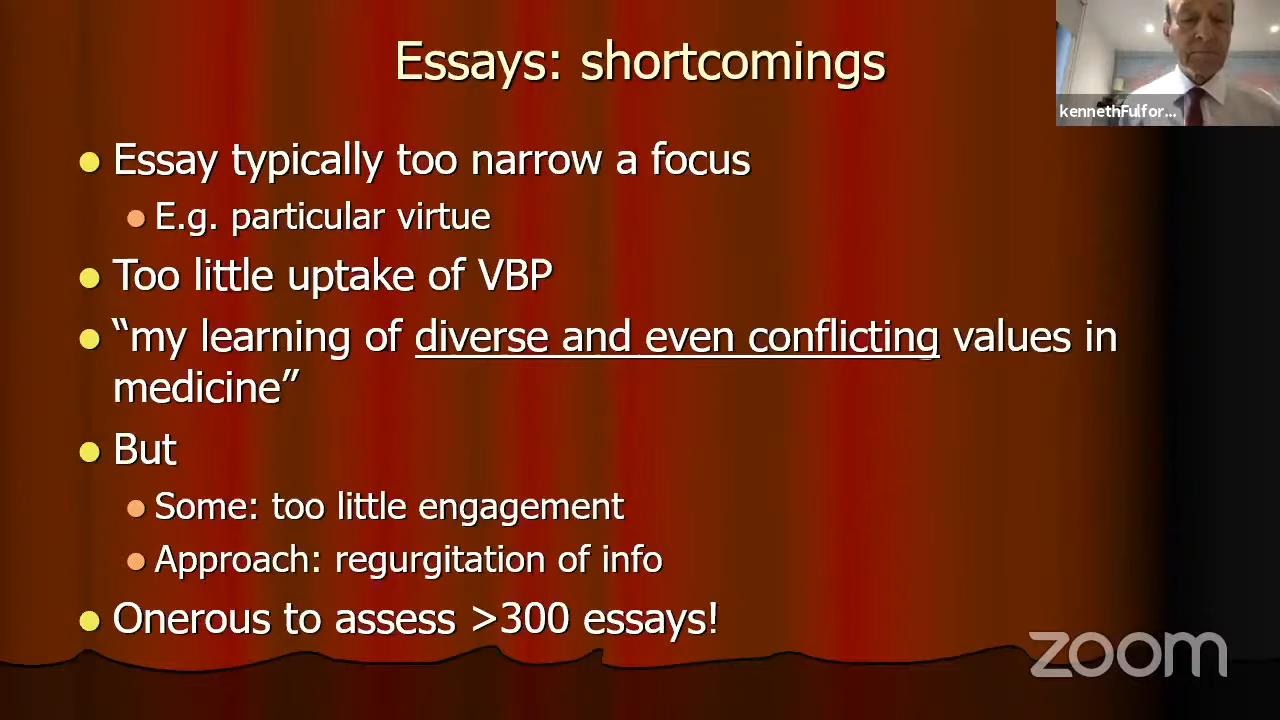 Essays: shortcomings
kennethFulfor...
Essay typically too narrow a focus
E.g. particular virtue
Too little uptake of VBP
“my learning of diverse and even conflicting values in
medicine”
But
Some: too little engagement
Approach: regurgitation of info
Onerous to assess >300 essays!
zoom